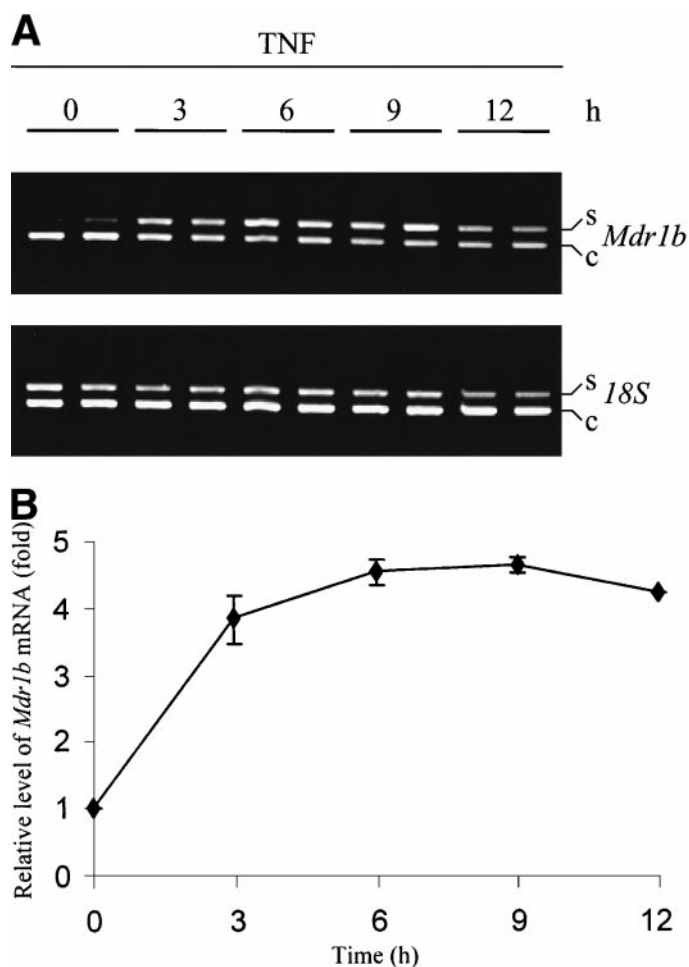 A
TNF
0 3 6 9 12 h
s
Mdr1b
c
s
18S
c
B
Relative level of Mdr1b mRNA (fold)
5
4
3
2
1
0
0 3 6 9 12
Time (h)